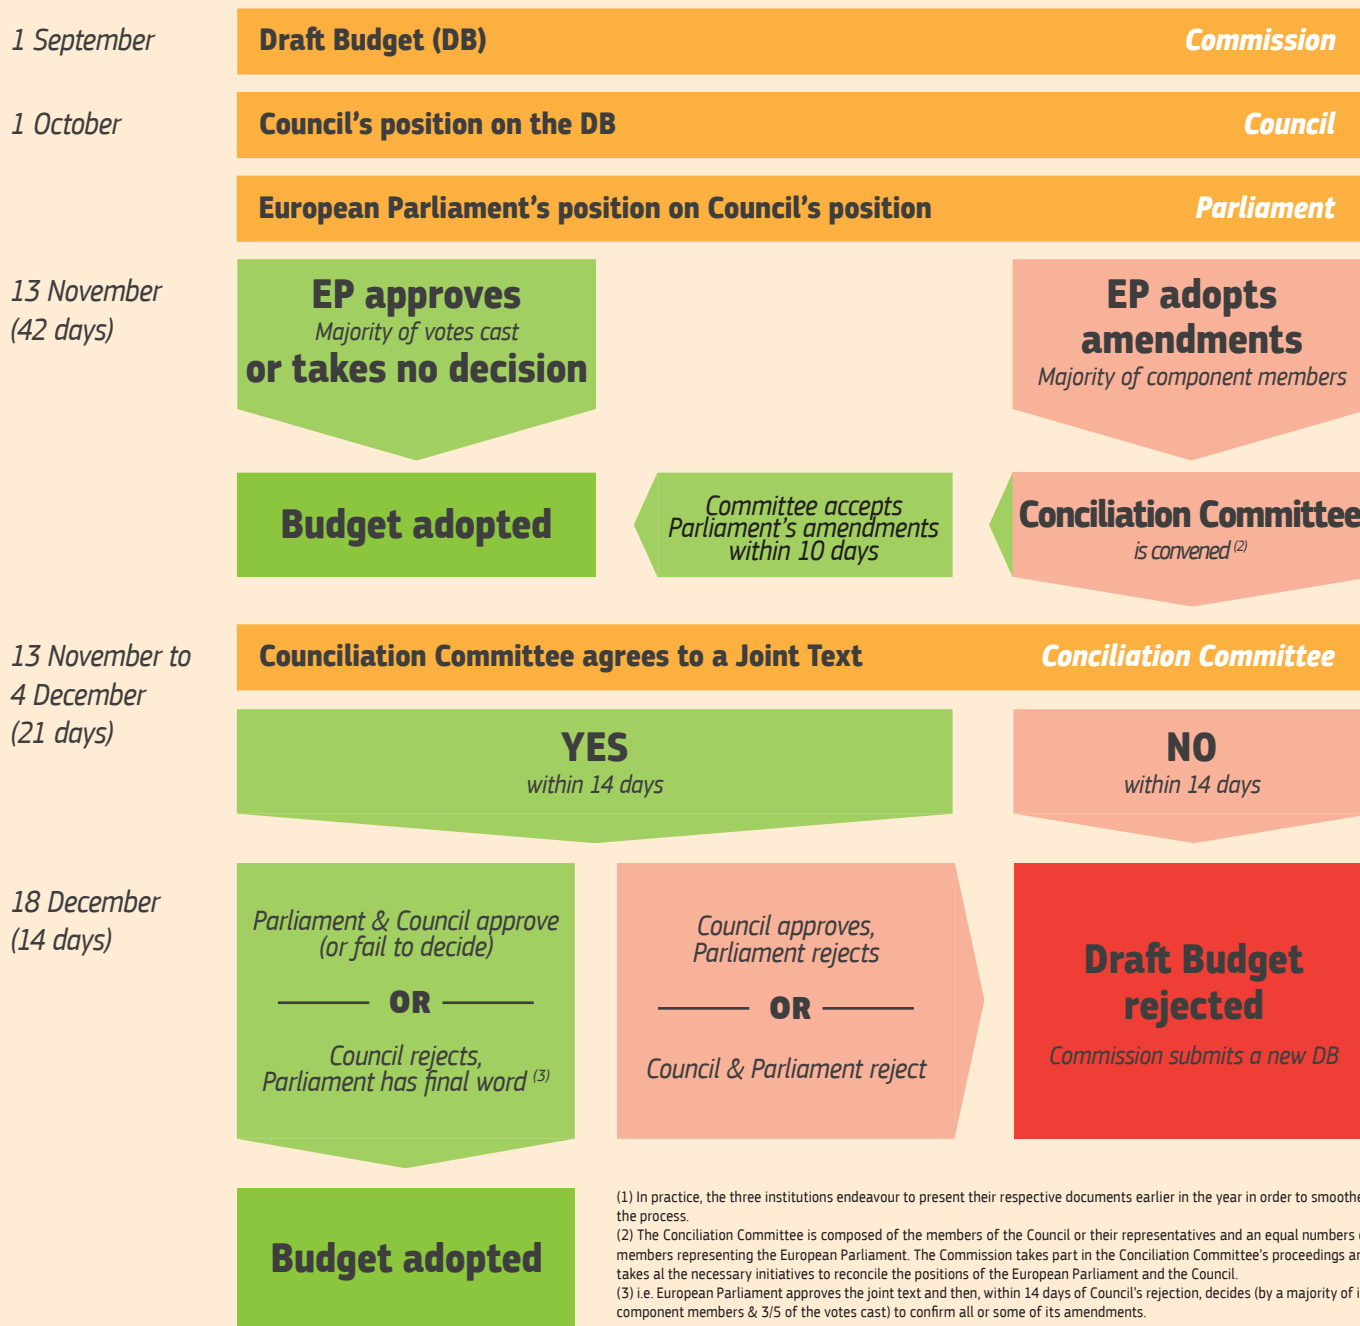 1 September
Draft Budget (DB)
Commission
1 October
Council’s position on the DB
Council
European Parliament’s position on Council’s position
Parliament
13 November
(42 days)
EP approves
Majority of votes cast
or takes no decision
EP adopts
amendments
Majority of component members
Budget adopted
Committee accepts
Parliament’s amendments
within 10 days
Conciliation Committee
is convened (2)
13 November to
4 December
(21 days)
Counciliation Committee agrees to a Joint Text
Conciliation Committee
YES
within 14 days
NO
within 14 days
18 December
(14 days)
Parliament & Council approve
(or fail to decide)
OR
Council rejects,
Parliament has final word (3)
Council approves,
Parliament rejects
OR
Council & Parliament reject
Draft Budget
rejected
Commission submits a new DB
Budget adopted
(1) In practice, the three institutions endeavour to present their respective documents earlier in the year in order to smoothe
the process.
(2) The Conciliation Committee is composed of the members of the Council or their representatives and an equal numbers
members representing the European Parliament. The Commission takes part in the Conciliation Committee’s proceedings
takes al the necessary initiatives to reconcile the positions of the European Parliament and the Council.
(3) i.e. European Parliament approves the joint text and then, within 14 days of Council’s rejection, decides (by a majority of
component members & 3/5 of the votes cast) to confirm all or some of its amendments.